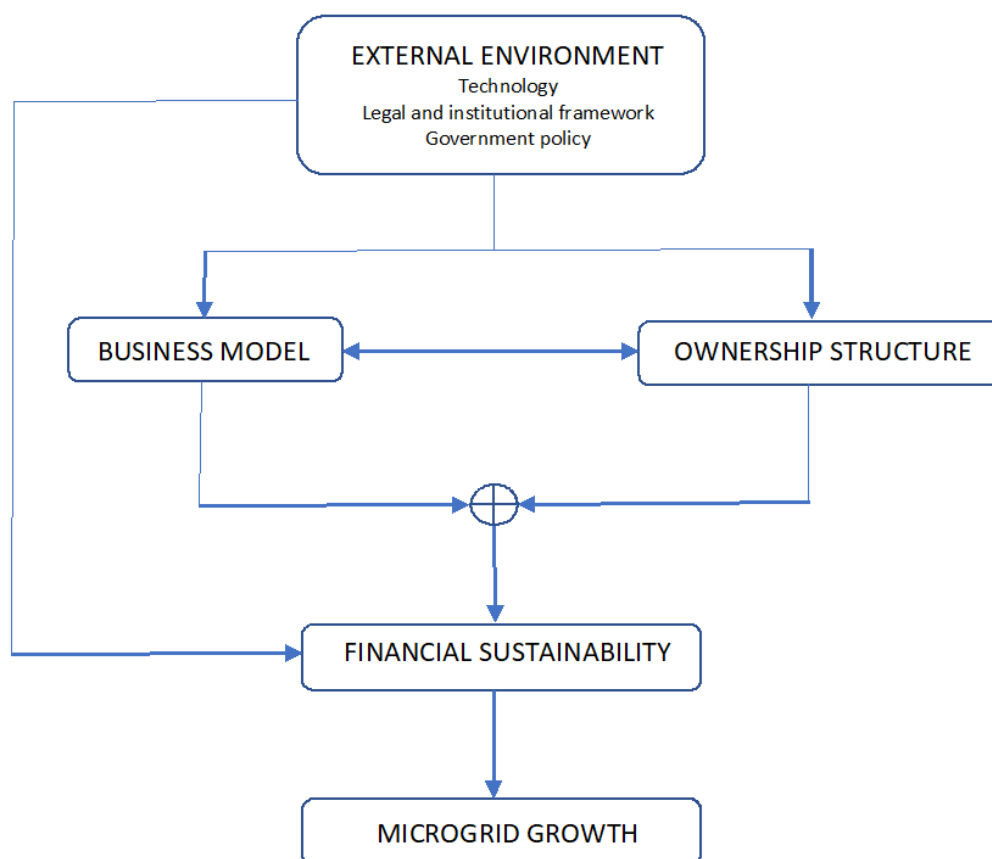 EXTERNAL ENVIRONMENT
Technology
Legal and institutional framework
Government policy
BUSINESS MODEL
OWNERSHIP STRUCTURE
FINANCIAL SUSTAINABILITY
MICROGRID GROWTH